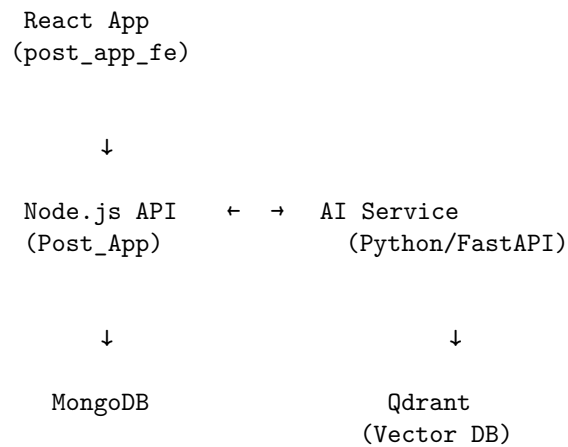 React App
(post_app_fe)
↓
Node.js API ← → AI Service
(Post_App) (Python/FastAPI)
↓ ↓
MongoDB Qdrant
(Vector DB)